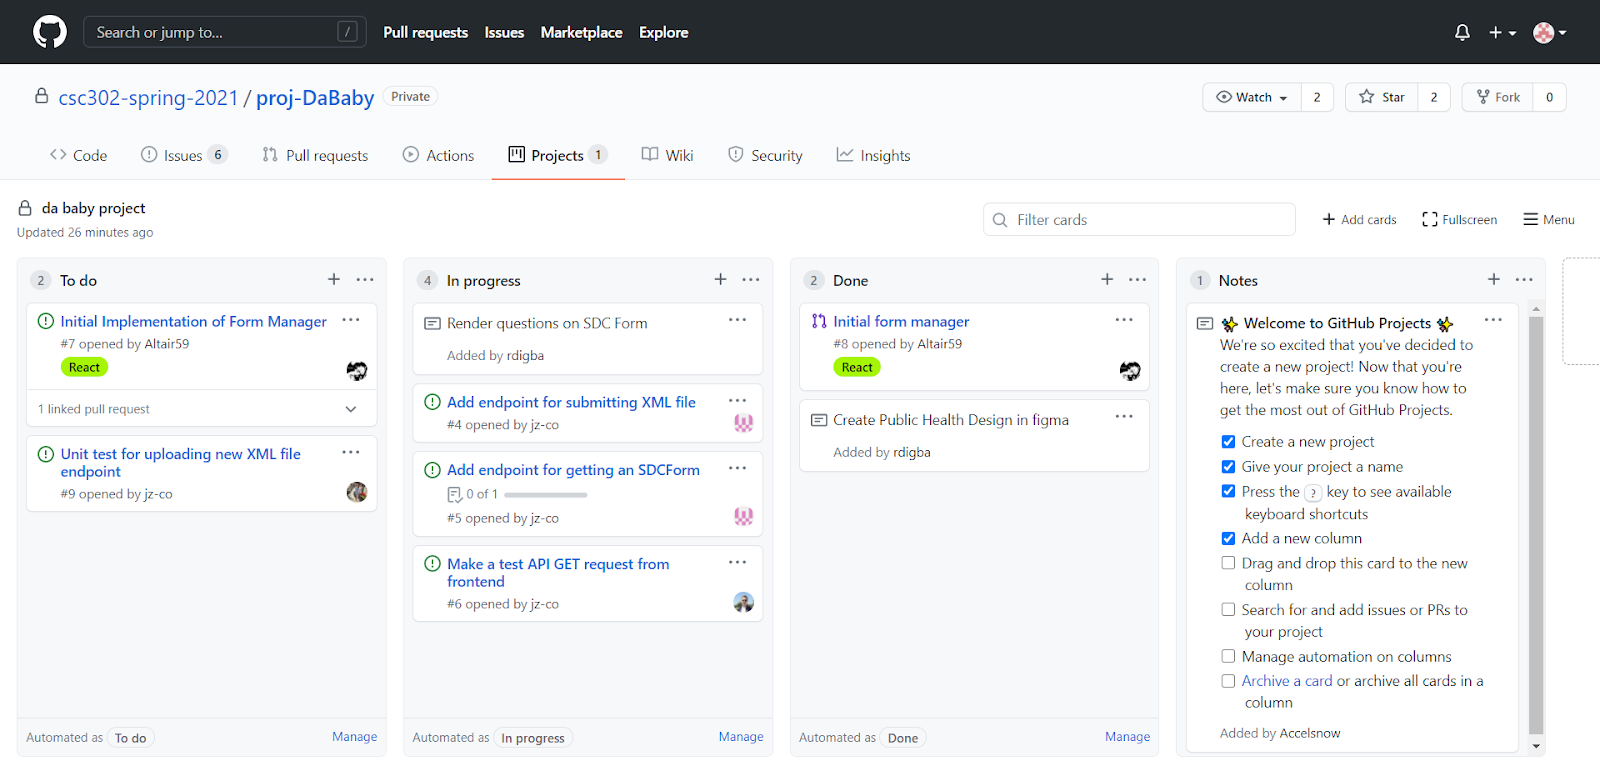 Search or jump to... /
Pull requests Issues Marketplace Explore
csc302-spring-2021 / proj-DaBaby Private
Watch 2 Star 2 Fork 0
Code Issues 6 Pull requests Actions Projects 1 Wiki Security Insights
da baby project
Updated 26 minutes ago
Filter cards
Add cards Fullscreen Menu
2 To do
Initial Implementation of Form Manager
#7 opened by Altair59
React
1 linked pull request
Unit test for uploading new XML file
endpoint
#9 opened by jz-co
Automated as To do Manage
4 In progress
Render questions on SDC Form
Added by rdigba
Add endpoint for submitting XML file
#4 opened by jz-co
Add endpoint for getting an SDCForm
0 of 1
#5 opened by jz-co
Make a test API GET request from
frontend
#6 opened by jz-co
Automated as In progress Manage
2 Done
Initial form manager
#8 opened by Altair59
React
Create Public Health Design in figma
Added by rdigba
Automated as Done Manage
1 Notes
✨ Welcome to GitHub Projects ✨
We're so excited that you've decided to
create a new project! Now that you're
here, let's make sure you know how to
get the most out of GitHub Projects.
Create a new project
Give your project a name
Press the ? key to see available
keyboard shortcuts
Add a new column
Drag and drop this card to the new
column
Search for and add issues or PRs to
your project
Manage automation on columns
Archive a card or archive all cards in a
column
Added by Accelsnow